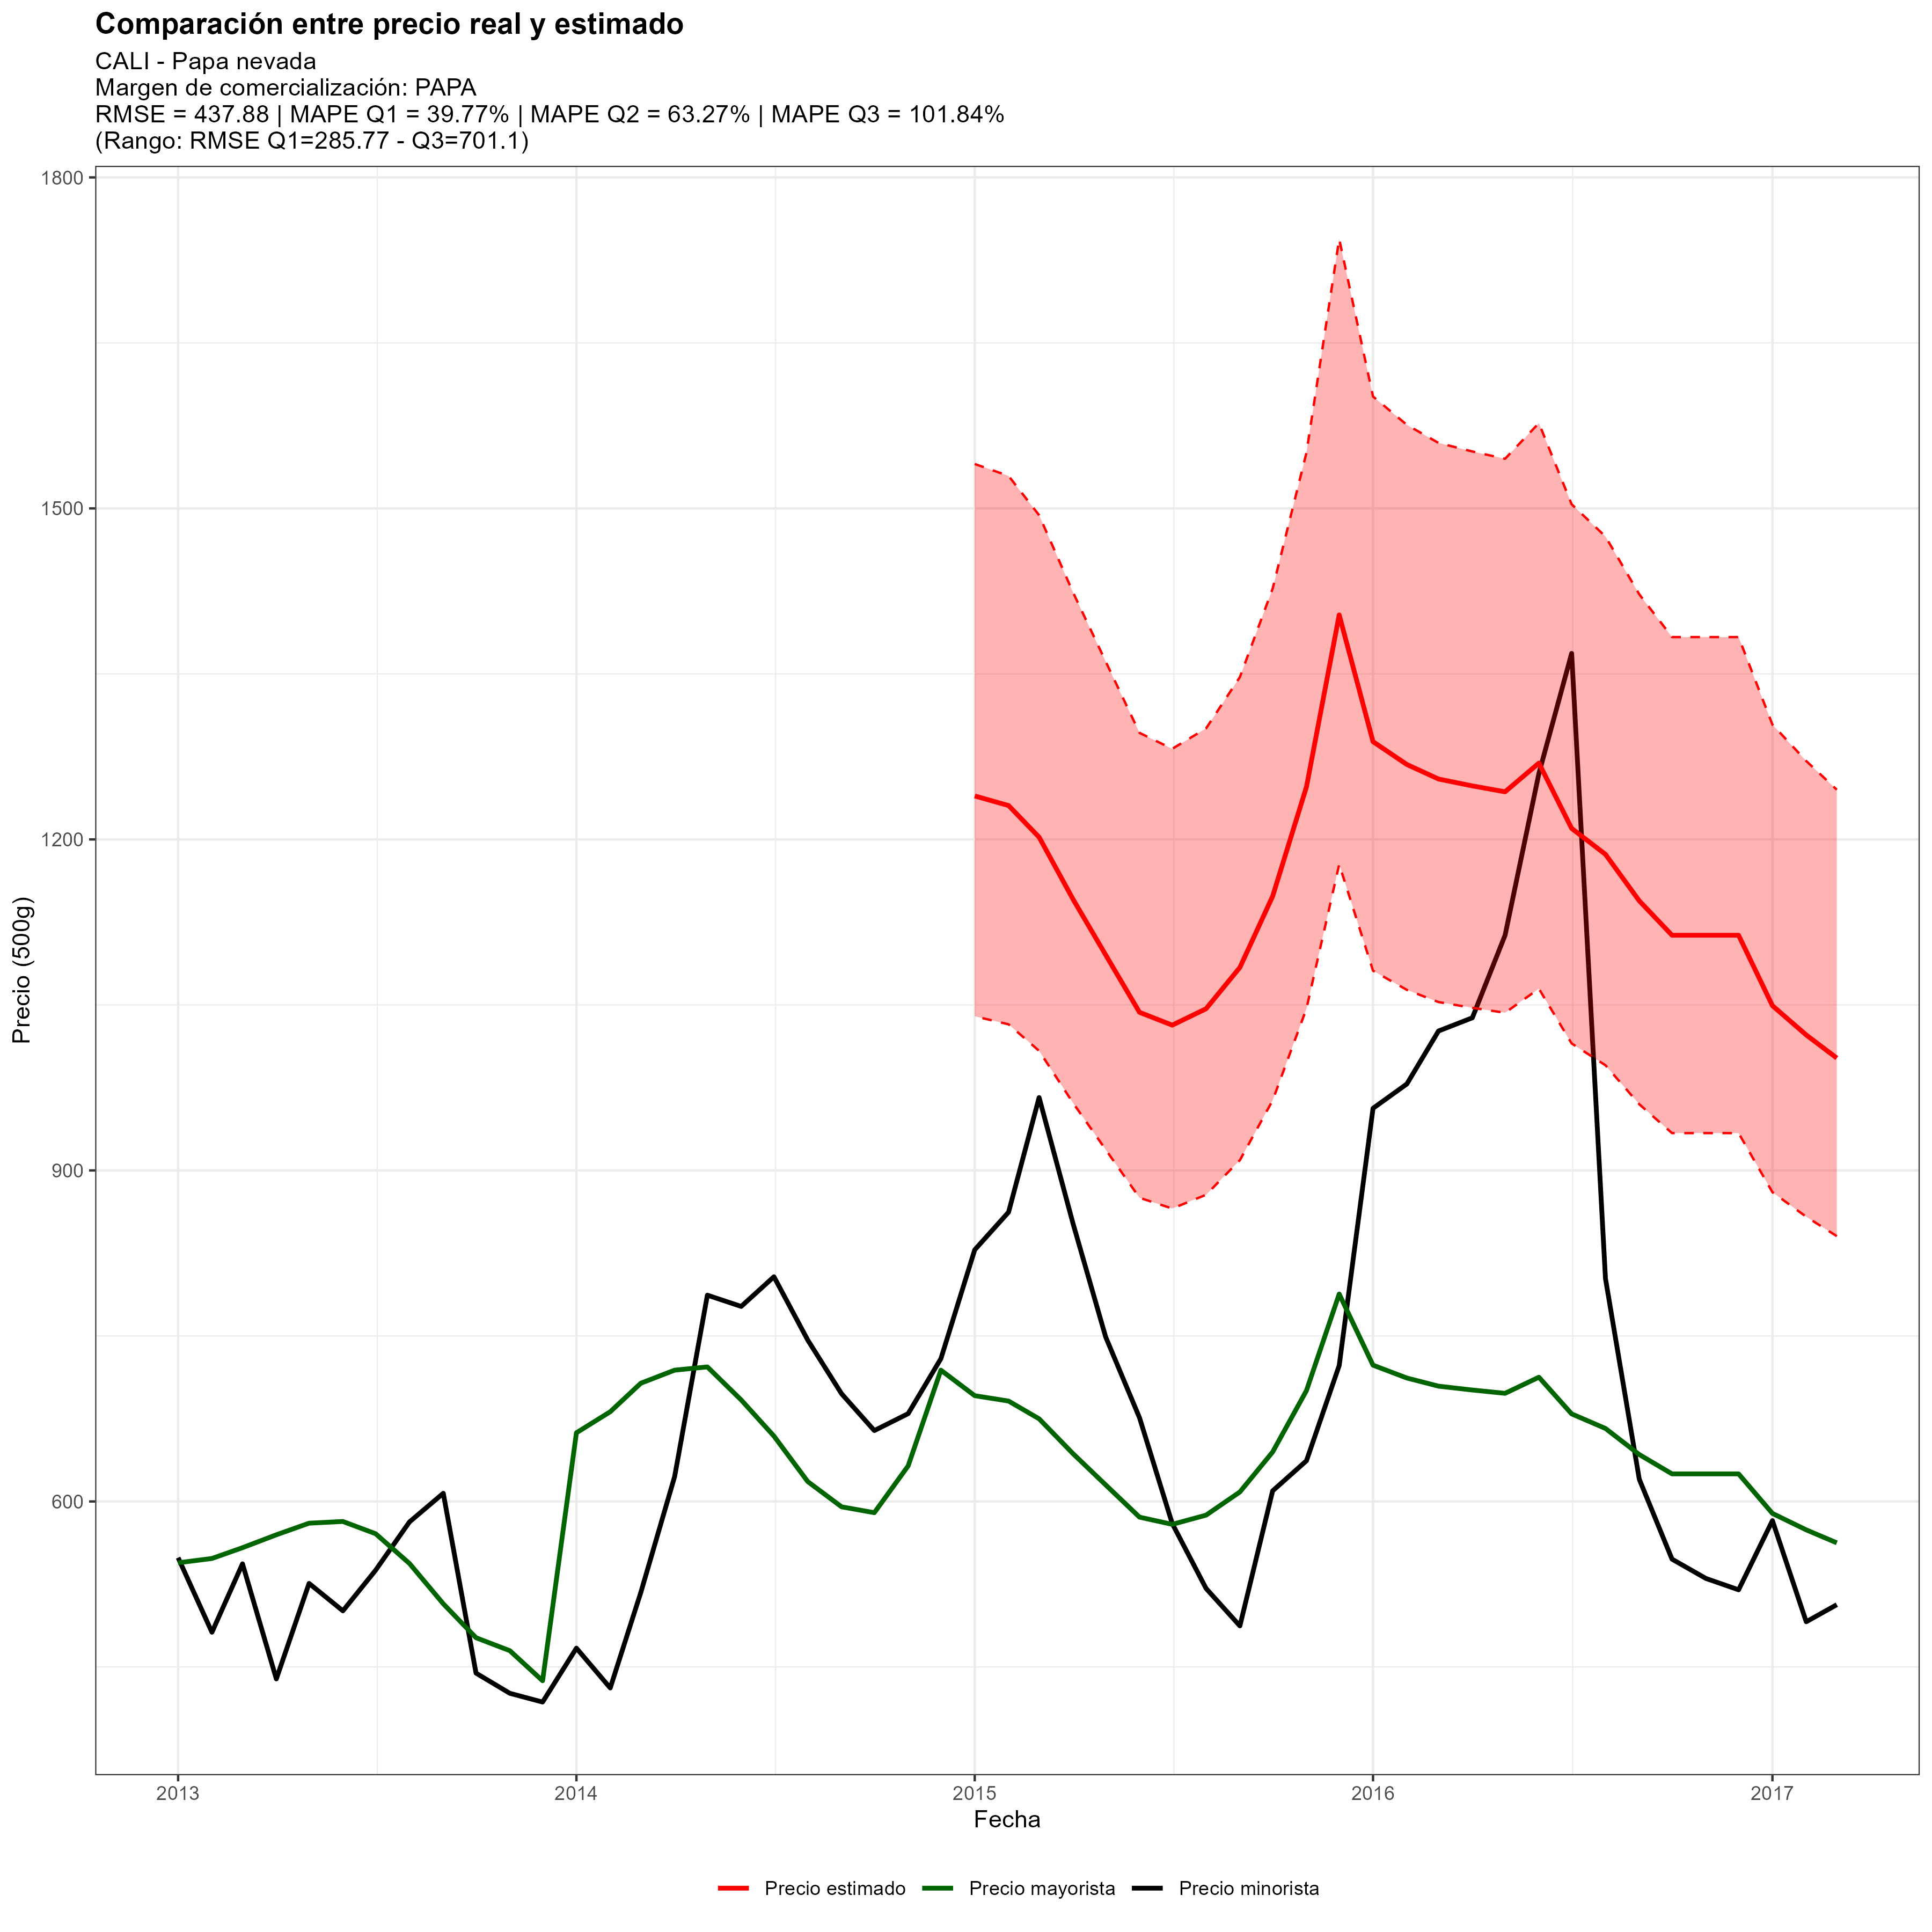 Comparación entre precio real y estimado
CALI - Papa nevada
Margen de comercialización: PAPA
RMSE = 437.88 | MAPE Q1 = 39.77% | MAPE Q2 = 63.27% | MAPE Q3 = 101.84%
(Rango: RMSE Q1=285.77 - Q3=701.1)
1800
1500
1200
900
600
Precio (500g)
2013 2014 2015 2016 2017
Fecha
Precio estimado Precio mayorista Precio minorista